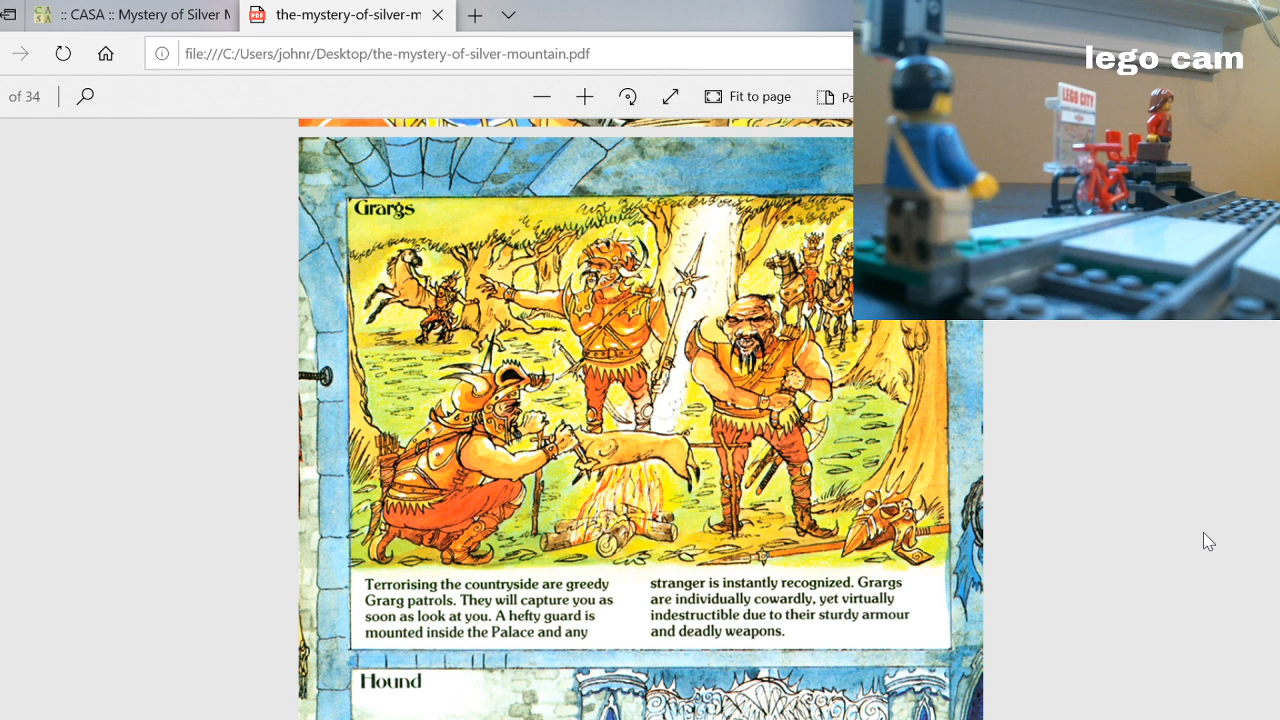 :: CASA :: Mystery of Silver M
the-mystery-of-silver-m
file:///C:/Users/johnr/Desktop/the-mystery-of-silver-mountain.pdf
of 34
Fit to page
Pa
lego cam
LEGO CITY
Grargs
Terrorising the countryside are greedy
Grarg patrols. They will capture you as
soon as look at you. A hefty guard is
mounted inside the Palace and any
stranger is instantly recognized. Grargs
are individually cowardly, yet virtually
indestructible due to their sturdy armour
and deadly weapons.
Hound